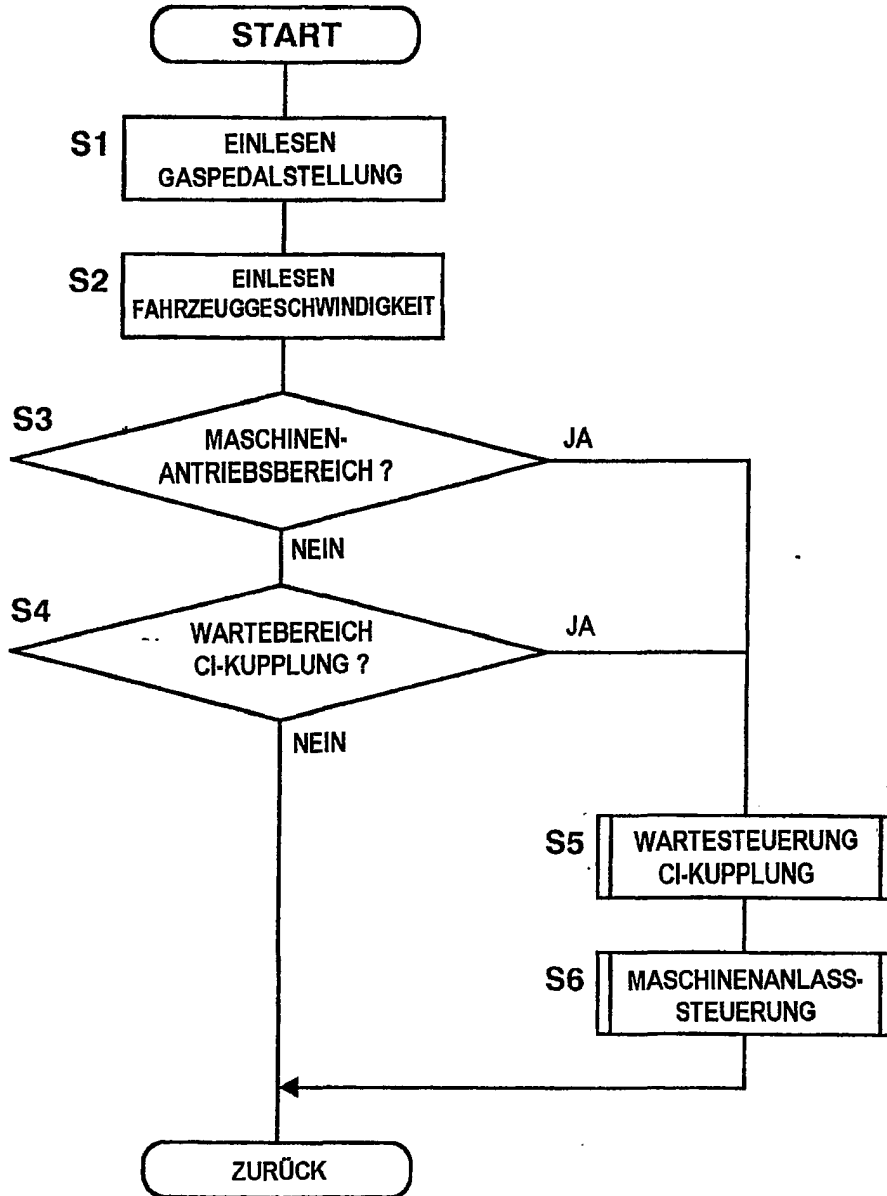 START
S1
EINLESEN
GASPEDALSTELLUNG
S2
EINLESEN
FAHRZEUGGESCHWINDIGKEIT
S3
MASCHINEN-
ANTRIEBSBEREICH ?
JA
NEIN
S4
WARTEBEREICH
CI-KUPPLUNG ?
JA
NEIN
S5
WARTESTEUERUNG
CI-KUPPLUNG
S6
MASCHINENANLASS-
STEUERUNG
ZURÜCK